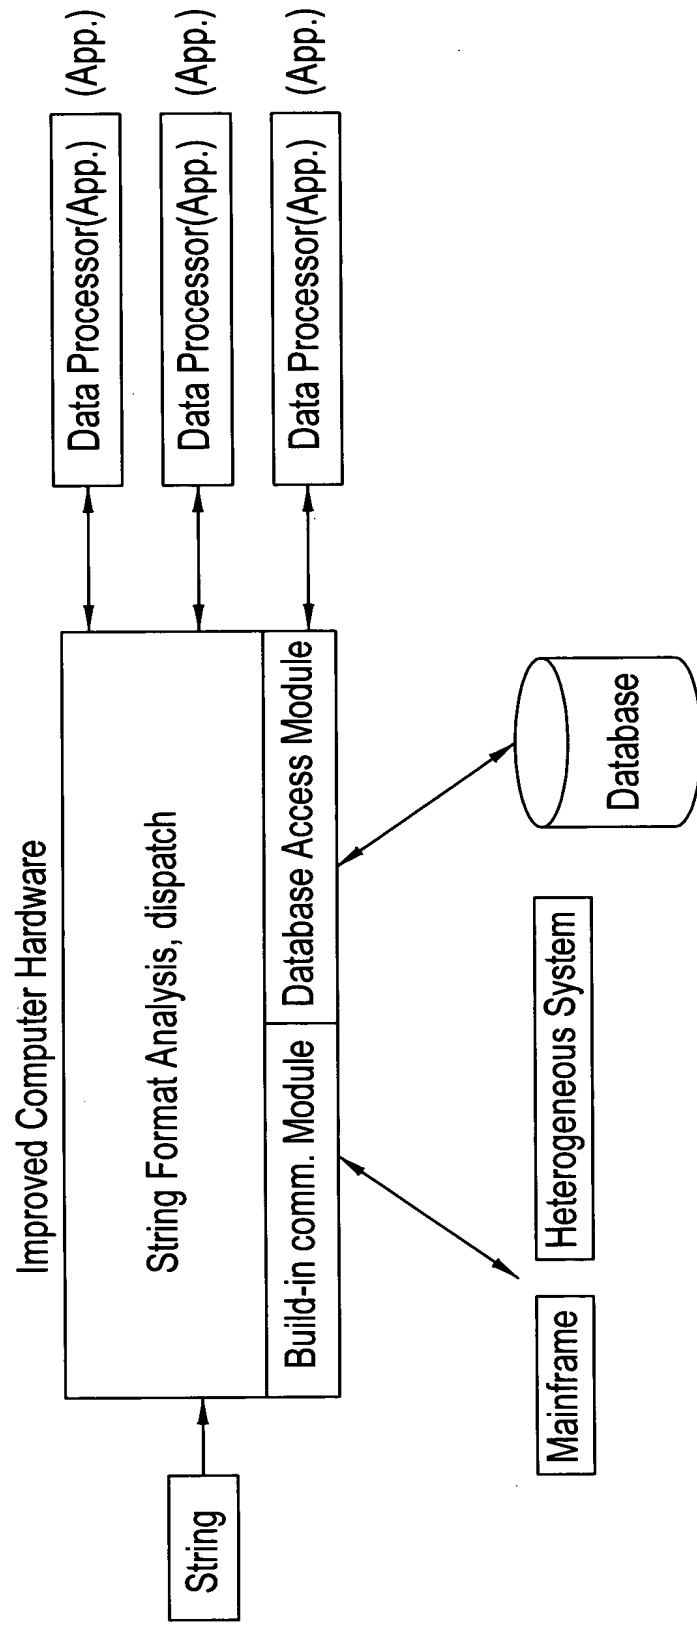 Improved Computer Hardware
String
String Format Analysis, dispatch
Build-in comm. Module
Database Access Module
Data Processor(App.)
(App.)
Data Processor(App.)
(App.)
Data Processor(App.)
(App.)
Mainframe
Heterogeneous System
Database